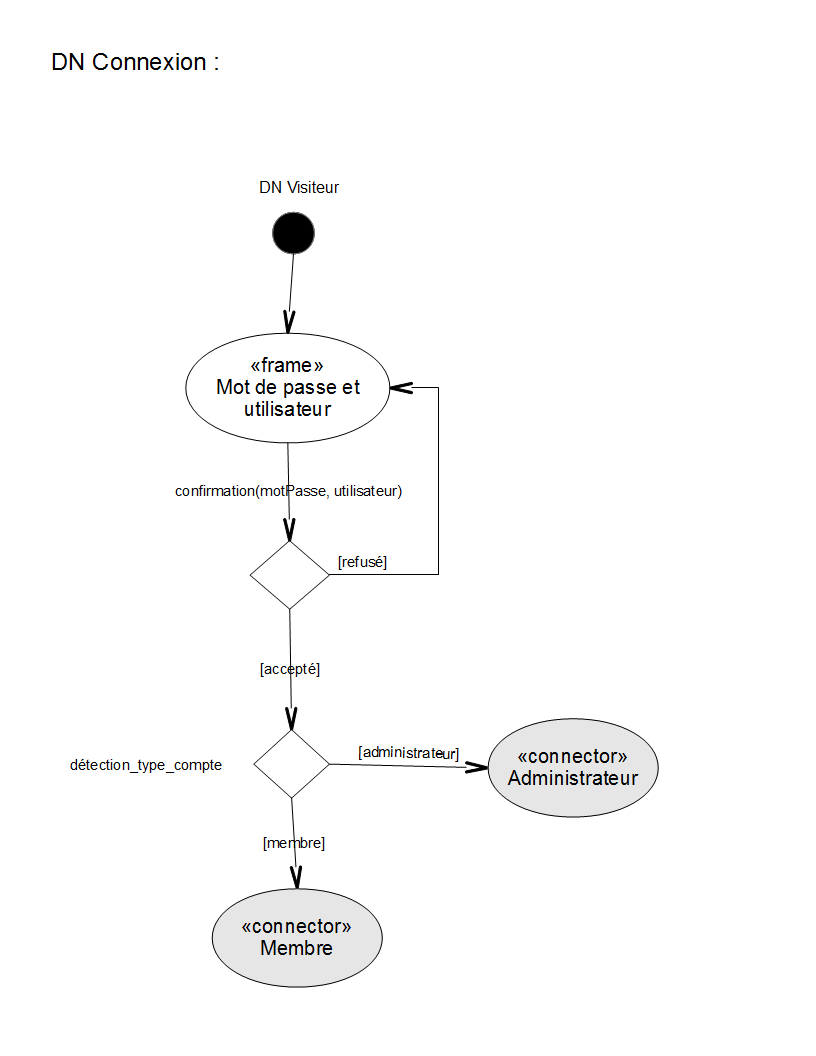 DN Connexion :
DN Visiteur
«frame»
Mot de passe et
utilisateur
confirmation(motPasse, utilisateur)
[refusé]
[accepté]
détection_type_compte
[administrateur]
«connector»
Administrateur
[membre]
«connector»
Membre